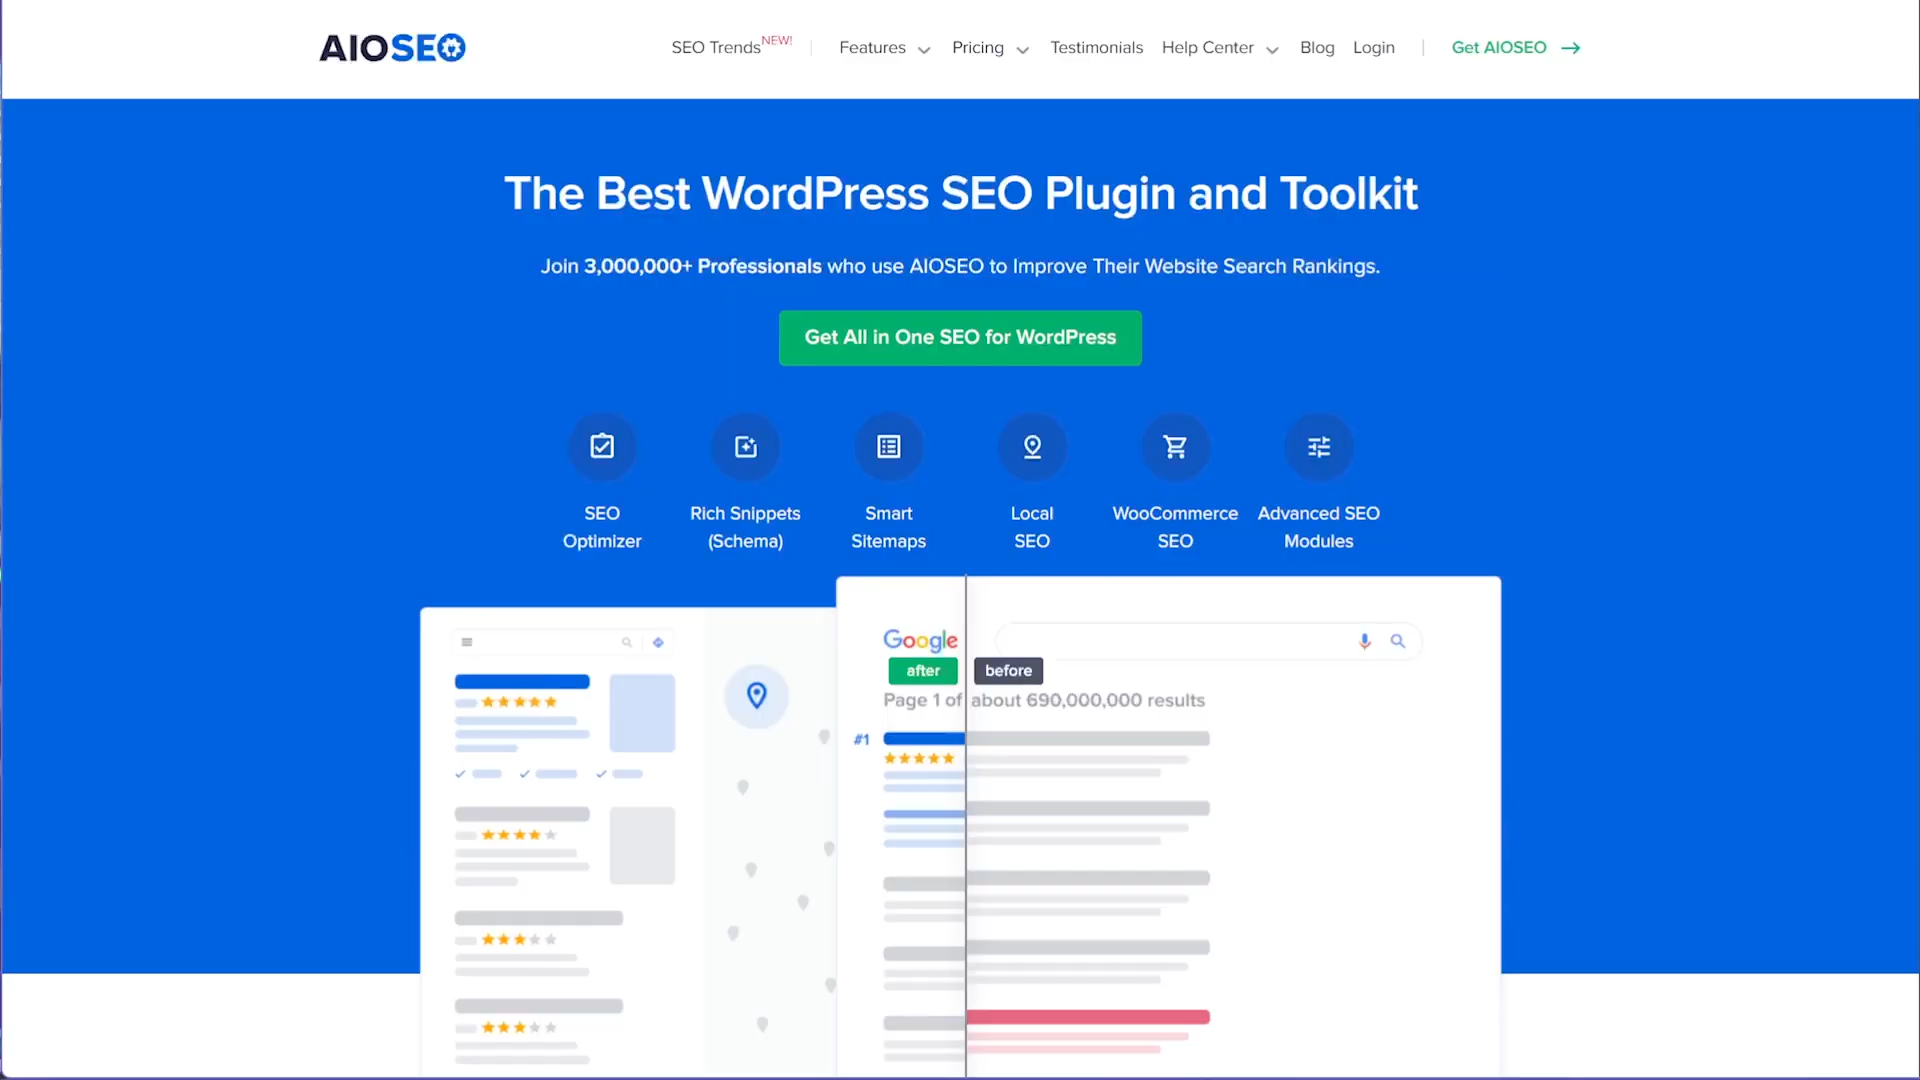 AIOSEO
SEO Trends NEW!
Features
Pricing
Testimonials
Help Center
Blog
Login
Get AIOSEO
The Best WordPress SEO Plugin and Toolkit
Join 3,000,000+ Professionals who use AIOSEO to Improve Their Website Search Rankings.
Get All in One SEO for WordPress
SEO
Optimizer
Rich Snippets
(Schema)
Smart
Sitemaps
Local
SEO
WooCommerce
SEO
Advanced SEO
Modules
Google
after
before
Page 1 of about 690,000,000 results
#1